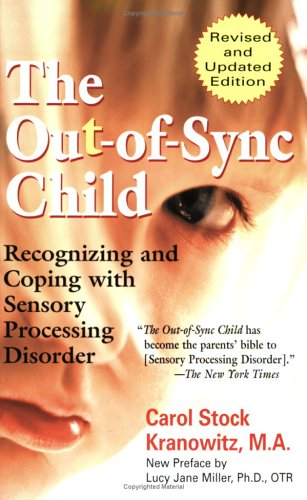 Revised
and
Updated
Edition
The
Out-of-Sync
Child
Recognizing and
Coping with
Sensory
Processing
Disorder
“The Out-of-Sync Child has
become the parents’ bible to
[Sensory Processing Disorder].”
—The New York Times
Carol Stock
Kranowitz, M.A.
New Preface by
Lucy Jane Miller, Ph.D., OTR